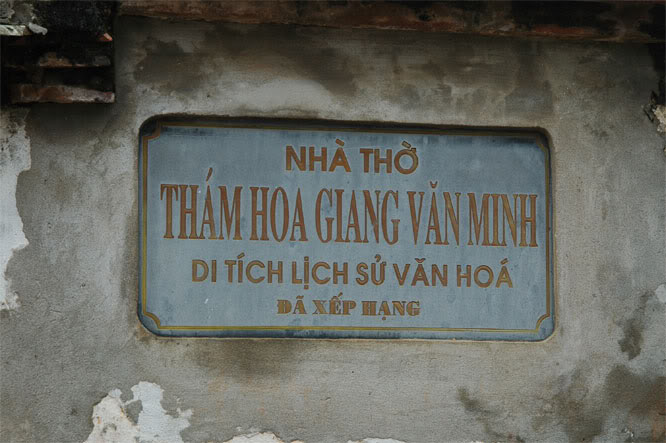 NHÀ THỜ
THÁM HOA GIANG VĂN MINH
DI TÍCH LỊCH SỬ VĂN HOÁ
ĐÃ XẾP HẠNG